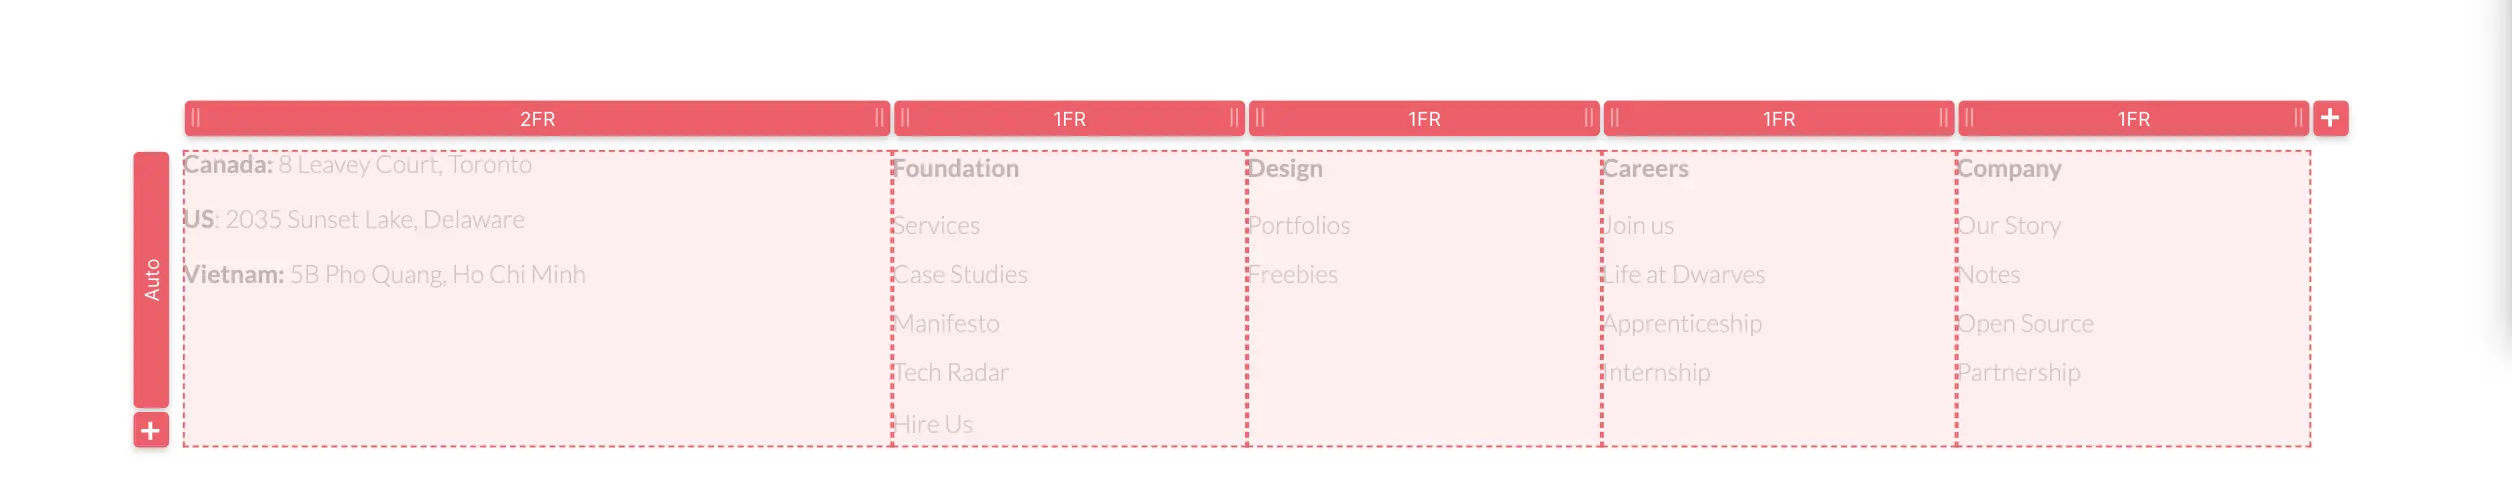 2FR
1FR
1FR
1FR
1FR
+
Auto
+
Canada: 8 Leavey Court, Toronto
US: 2035 Sunset Lake, Delaware
Vietnam: 5B Pho Quang, Ho Chi Minh
Foundation
Services
Case Studies
Manifesto
Tech Radar
Hire Us
Design
Portfolios
Freebies
Careers
Join us
Life at Dwarves
Apprenticeship
Internship
Company
Our Story
Notes
Open Source
Partnership